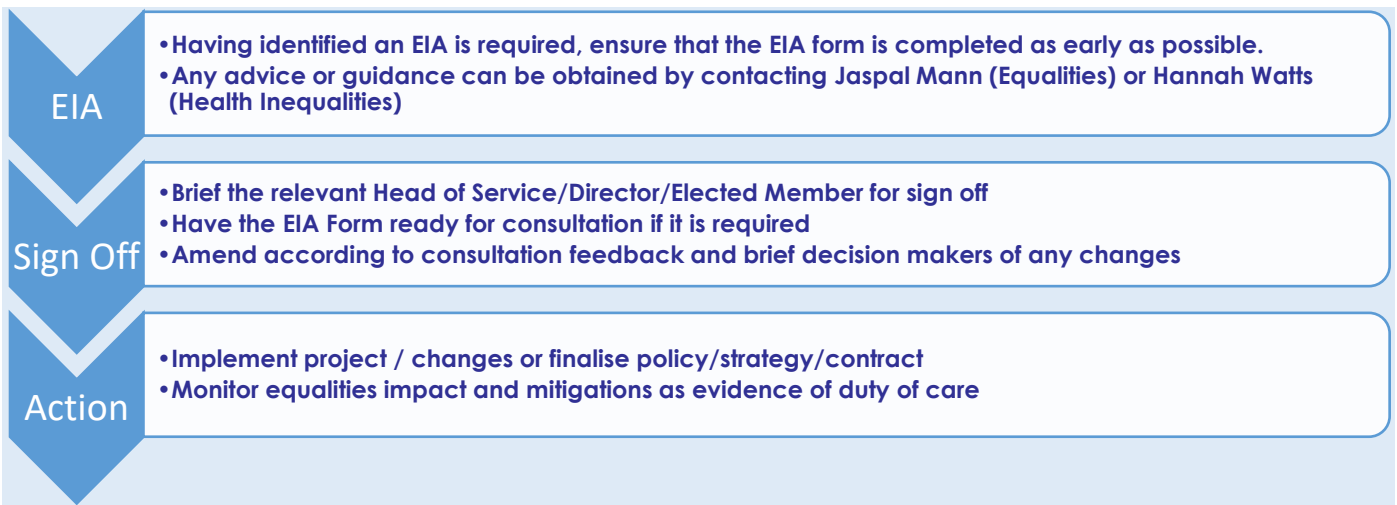 EIA
•Having identified an EIA is required, ensure that the EIA form is completed as early as possible.
•Any advice or guidance can be obtained by contacting Jaspal Mann (Equalities) or Hannah Watts
(Health Inequalities)
Sign Off
•Brief the relevant Head of Service/Director/Elected Member for sign off
•Have the EIA Form ready for consultation if it is required
•Amend according to consultation feedback and brief decision makers of any changes
Action
•Implement project / changes or finalise policy/strategy/contract
•Monitor equalities impact and mitigations as evidence of duty of care